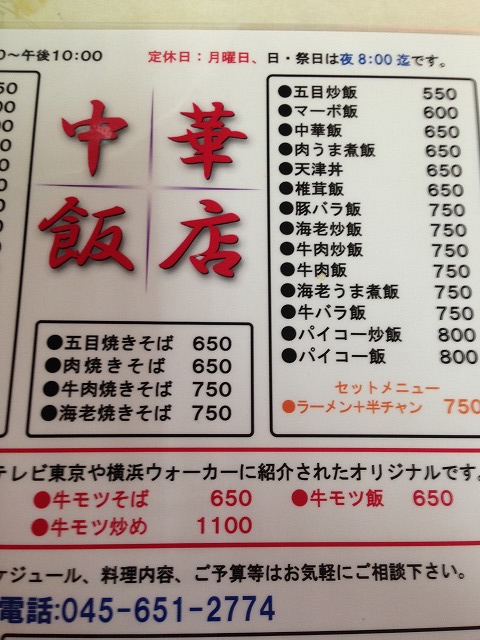 〜午後10:00 定休日:月曜日、日・祭日は夜8:00迄です。
中華
飯店
●五目炒飯 550
●マーボ飯 600
●中華飯 650
●肉うま煮飯 650
●天津丼 650
●椎茸飯 650
●豚バラ飯 750
●海老炒飯 750
●牛肉炒飯 750
●牛肉飯 750
●海老うま煮飯 750
●牛バラ飯 750
●パイコー炒飯 800
●パイコー飯 800
セットメニュー
●ラーメン+半チャン 750
●五目焼きそば 650
●肉焼きそば 650
●牛肉焼きそば 750
●海老焼きそば 750
テレビ東京や横浜ウォーカーに紹介されたオリジナルです。
●牛モツそば 650 ●牛モツ飯 650
●牛モツ炒め 1100
ケジュール、料理内容、ご予算等はお気軽にご相談下さい。
電話:045-651-2774